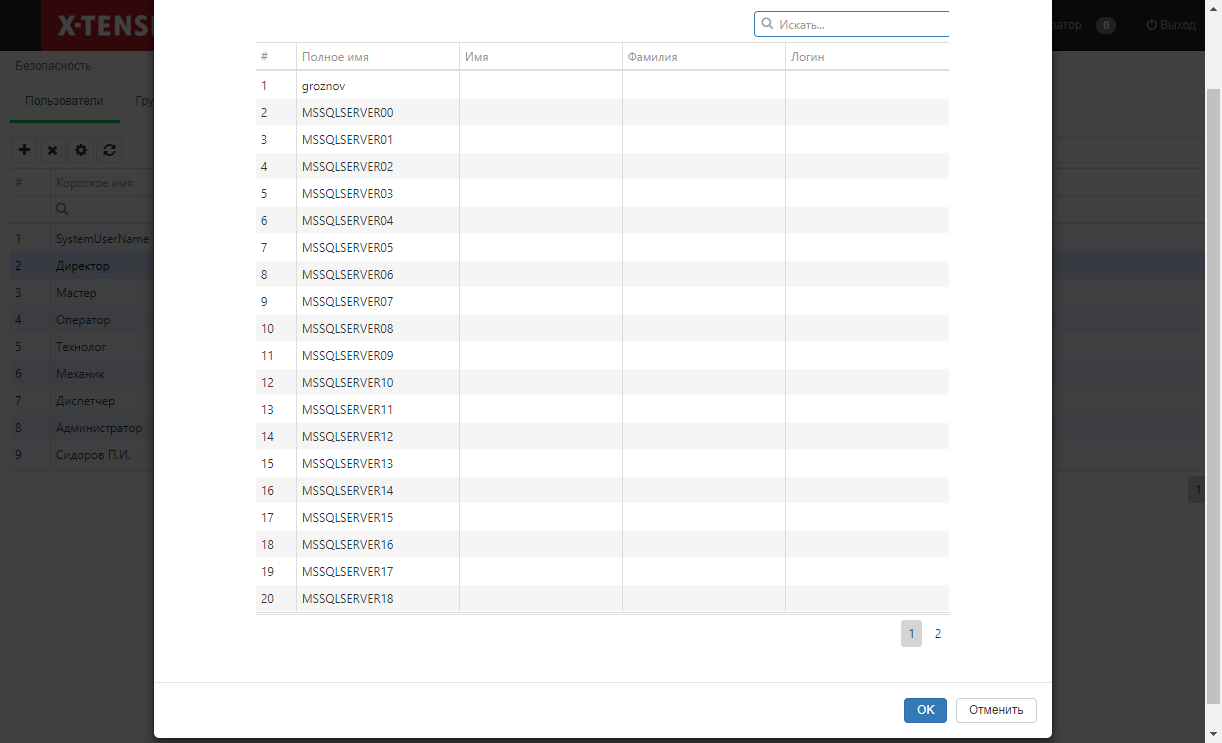 X-TENS
Искать...
ратор 0 Выход
Безопасность
# Полное имя Имя Фамилия Логин
Пользователи Гру
# Короткое имя
1 groznov
2 MSSQLSERVER00
3 MSSQLSERVER01
4 MSSQLSERVER02
5 MSSQLSERVER03
6 MSSQLSERVER04
7 MSSQLSERVER05
8 MSSQLSERVER06
9 MSSQLSERVER07
10 MSSQLSERVER08
11 MSSQLSERVER09
12 MSSQLSERVER10
13 MSSQLSERVER11
14 MSSQLSERVER12
15 MSSQLSERVER13
16 MSSQLSERVER14
17 MSSQLSERVER15
18 MSSQLSERVER16
19 MSSQLSERVER17
20 MSSQLSERVER18
1 SystemUserName
2 Директор
3 Мастер
4 Оператор
5 Технолог
6 Механик
7 Диспетчер
8 Администратор
9 Сидоров П.И.
1
1 2
OK Отменить